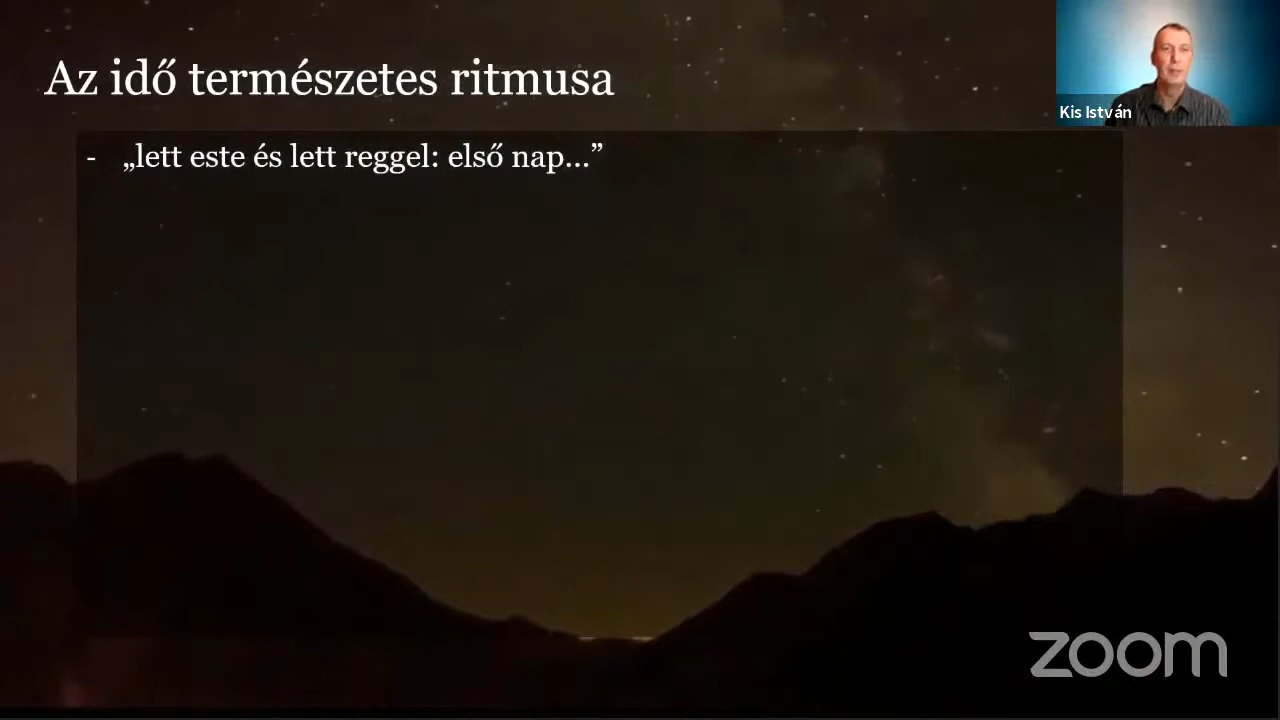 Az idő természetes ritmusa
Kis István
- „lett este és lett reggel: első nap...”
zoom